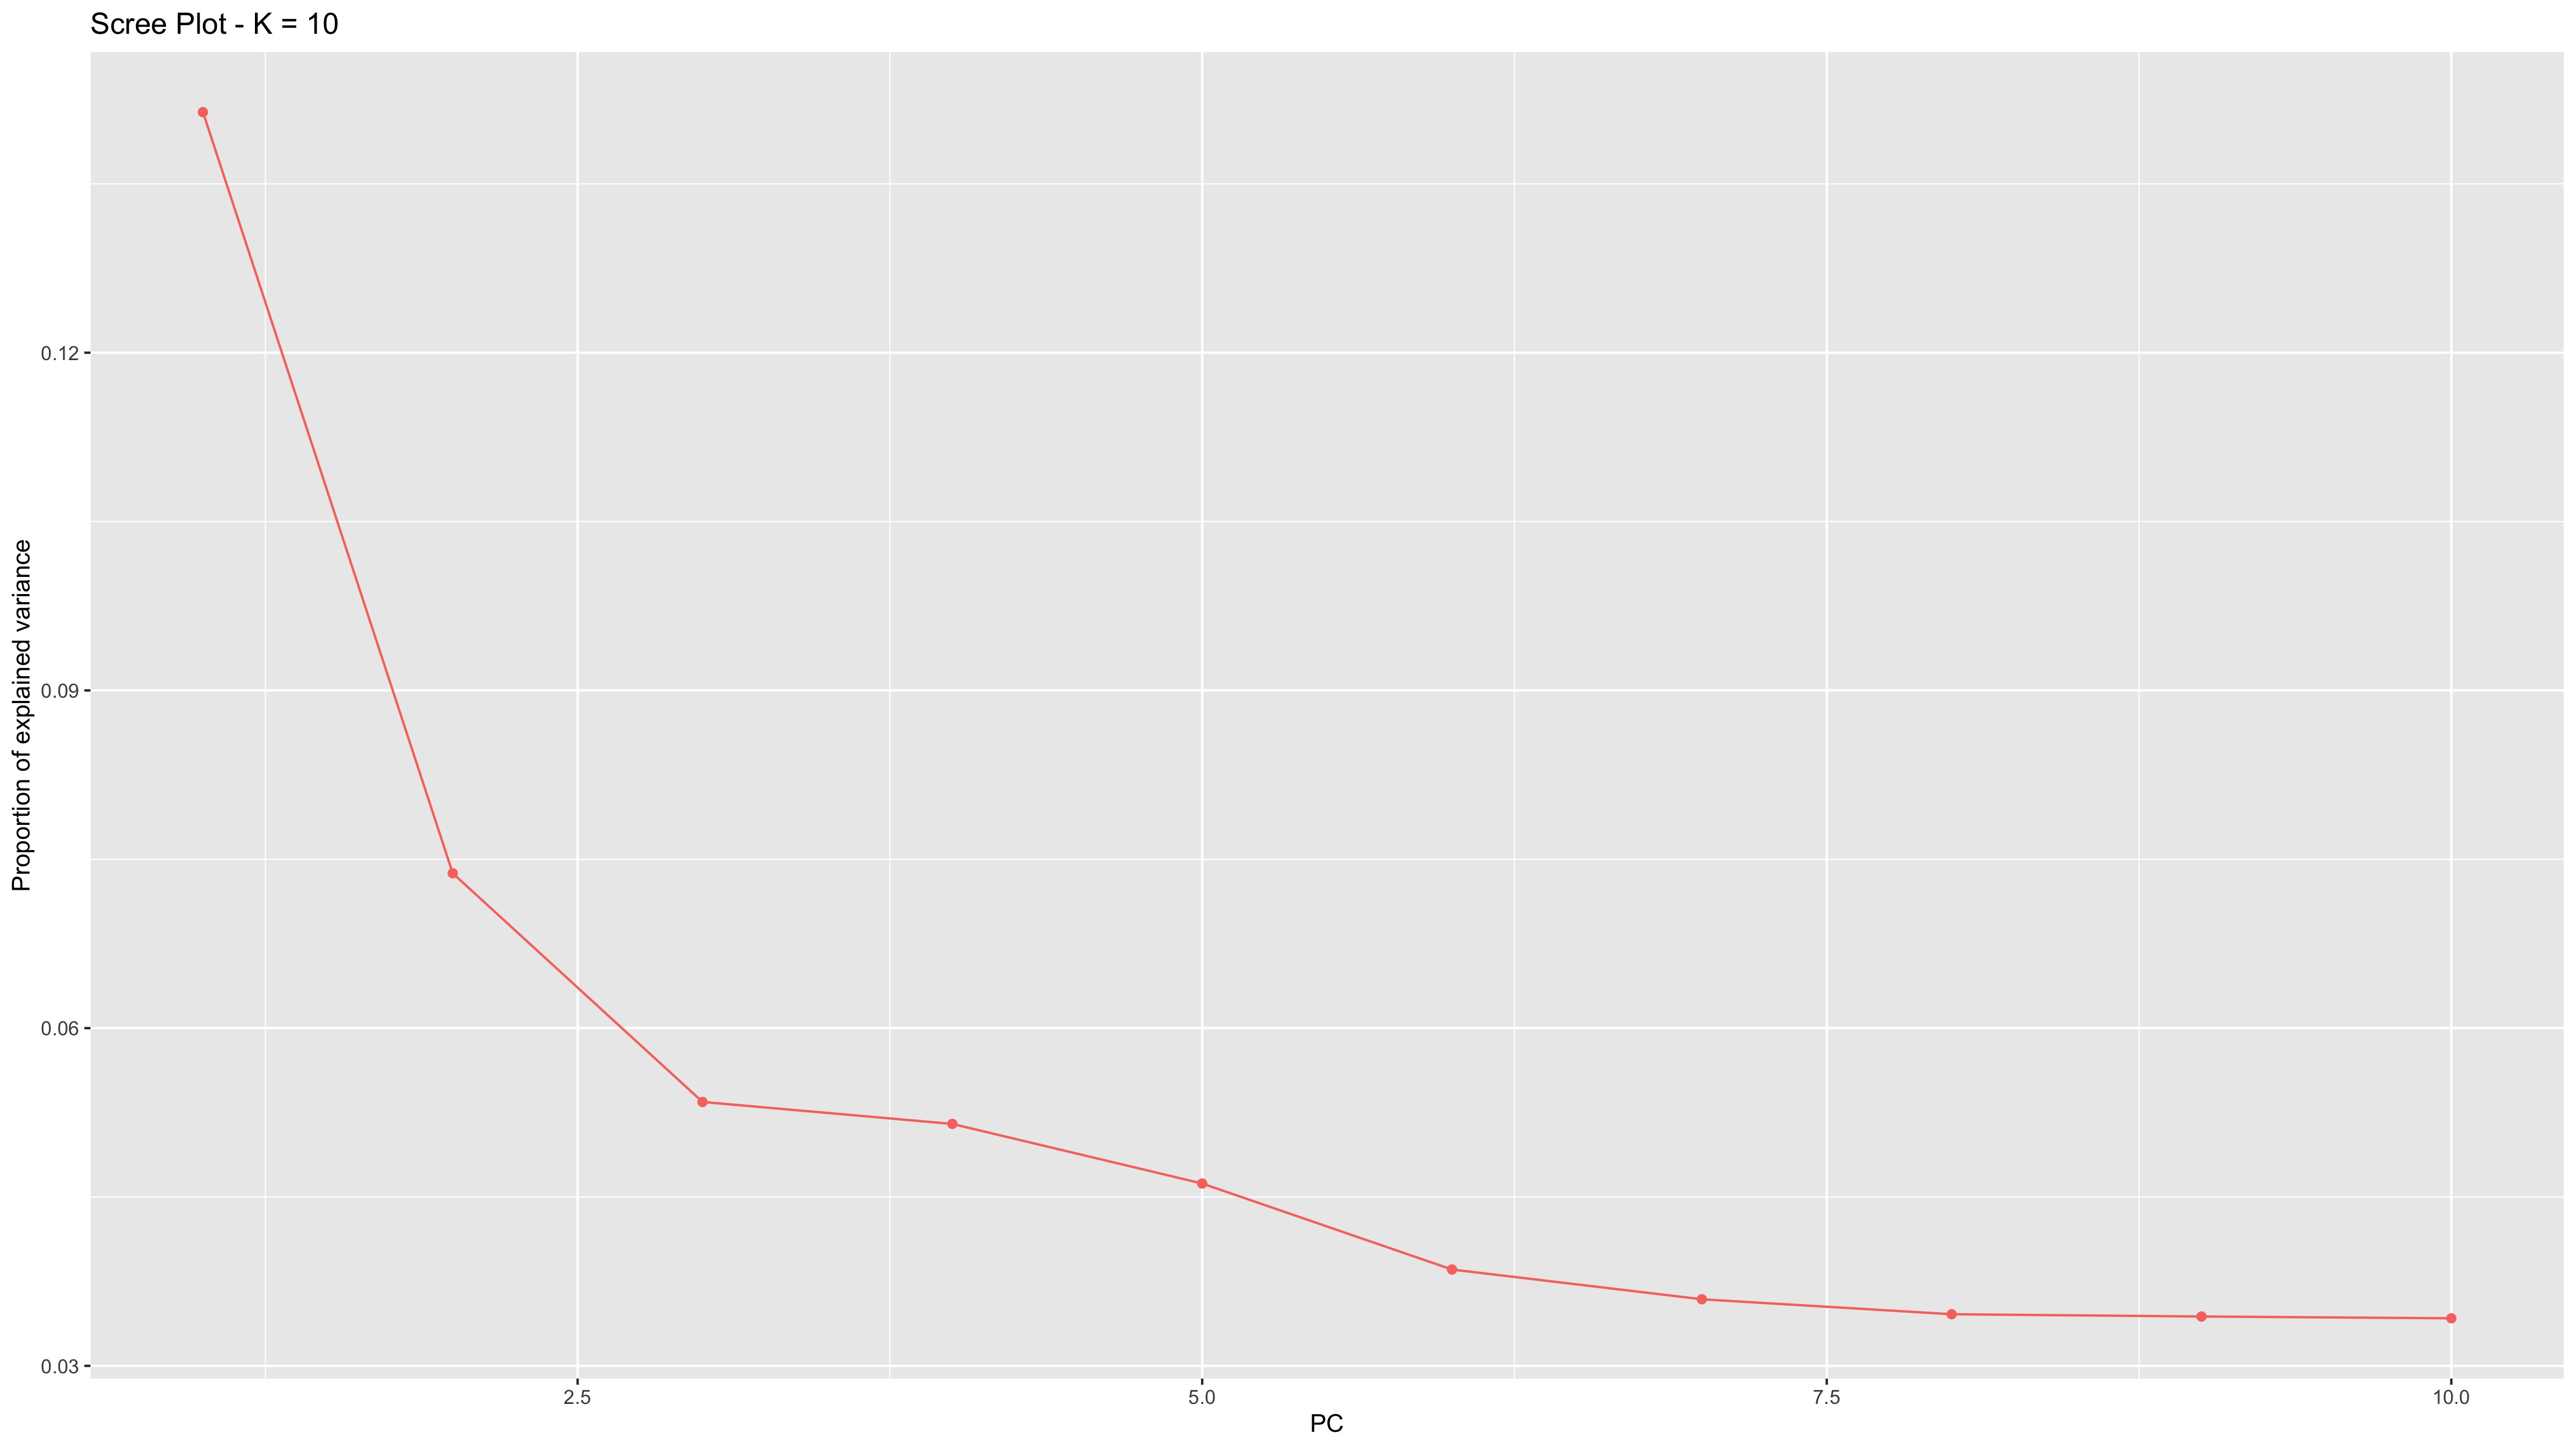 Scree Plot - K = 10
Proportion of explained variance
0.12
0.09
0.06
0.03
2.5
5.0
7.5
10.0
PC